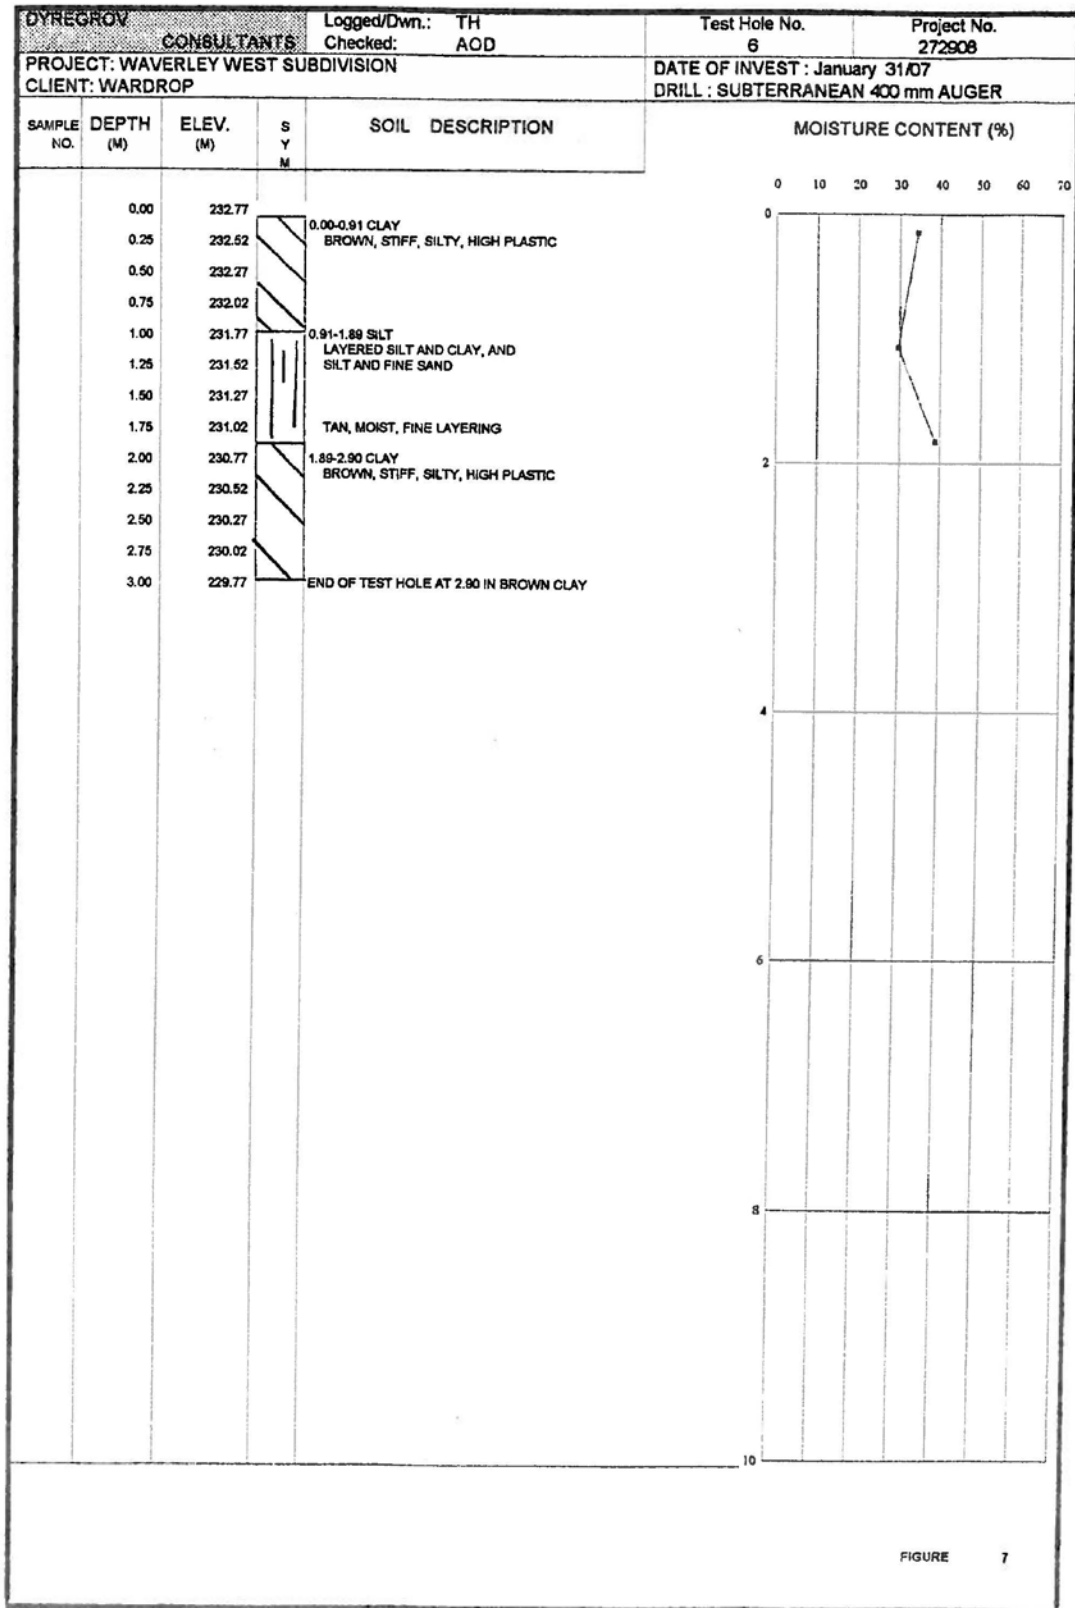 DYREGROV
CONSULTANTS
Logged/Dwn.: TH
Checked: AOD
Test Hole No.
6
Project No.
272908
PROJECT: WAVERLEY WEST SUBDIVISION
CLIENT: WARDROP
DATE OF INVEST : January 31/07
DRILL : SUBTERRANEAN 400 mm AUGER
SAMPLE NO.
DEPTH (M)
ELEV. (M)
S Y M
SOIL DESCRIPTION
MOISTURE CONTENT (%)
0 10 20 30 40 50 60 70
0.00 232.77
0.25 232.52
0.50 232.27
0.75 232.02
1.00 231.77
1.25 231.52
1.50 231.27
1.75 231.02
2.00 230.77
2.25 230.52
2.50 230.27
2.75 230.02
3.00 229.77
0.00-0.91 CLAY
BROWN, STIFF, SILTY, HIGH PLASTIC
0.91-1.89 SILT
LAYERED SILT AND CLAY, AND
SILT AND FINE SAND
TAN, MOIST, FINE LAYERING
1.89-2.90 CLAY
BROWN, STIFF, SILTY, HIGH PLASTIC
END OF TEST HOLE AT 2.90 IN BROWN CLAY
0
2
4
6
8
10
FIGURE 7